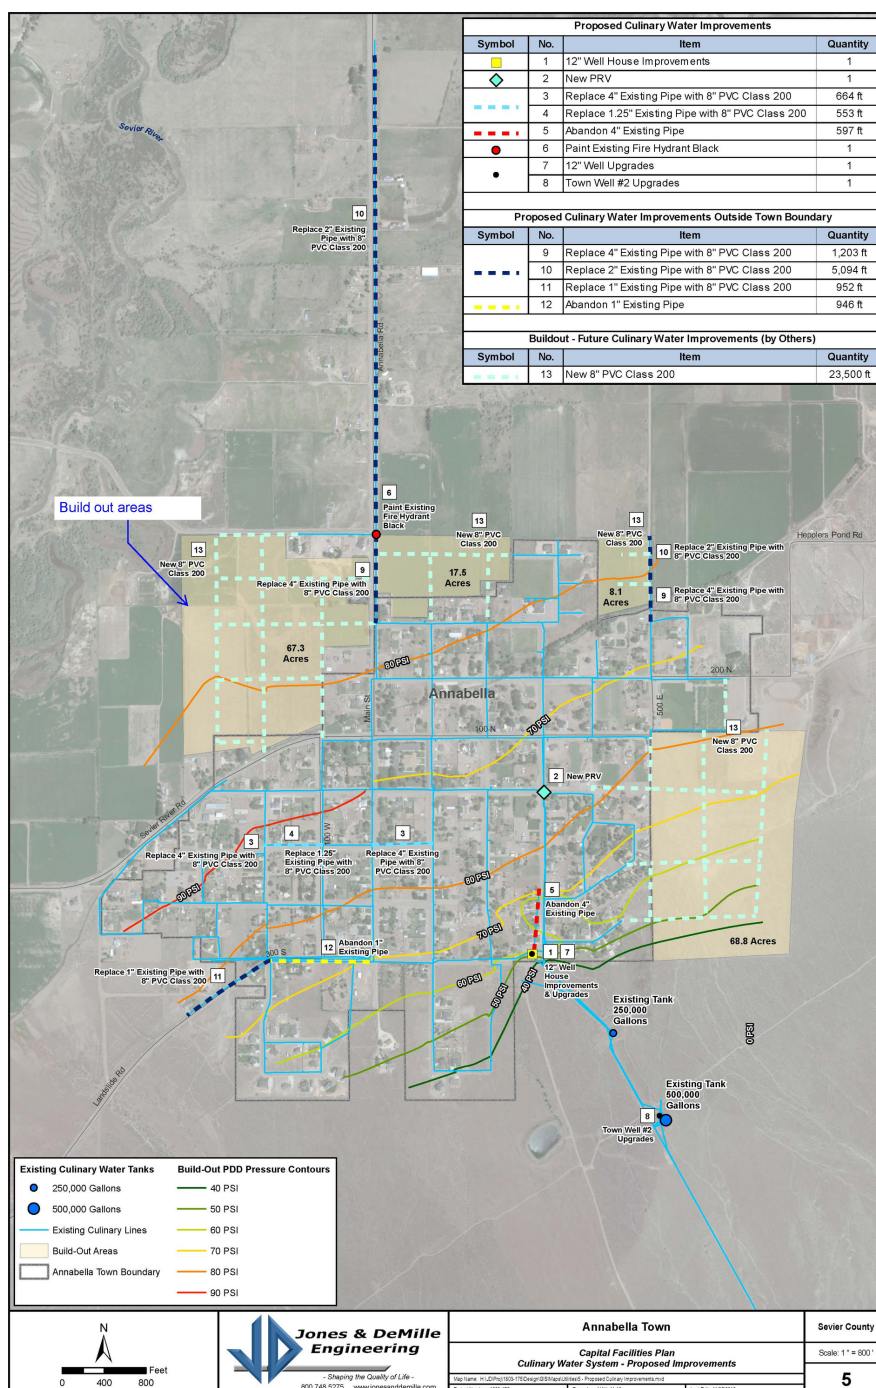 Proposed Culinary Water Improvements
Symbol No. Item Quantity
1 12" Well House Improvements 1
2 New PRV 1
3 Replace 4" Existing Pipe with 8" PVC Class 200 664 ft
4 Replace 1.25" Existing Pipe with 8" PVC Class 200 553 ft
5 Abandon 4" Existing Pipe 597 ft
6 Paint Existing Fire Hydrant Black 1
7 12" Well Upgrades 1
8 Town Well #2 Upgrades 1
Proposed Culinary Water Improvements Outside Town Boundary
Symbol No. Item Quantity
9 Replace 4" Existing Pipe with 8" PVC Class 200 1,203 ft
10 Replace 2" Existing Pipe with 8" PVC Class 200 5,094 ft
11 Replace 1" Existing Pipe with 8" PVC Class 200 952 ft
12 Abandon 1" Existing Pipe 946 ft
Buildout - Future Culinary Water Improvements (by Others)
Symbol No. Item Quantity
13 New 8" PVC Class 200 23,500 ft
Sevier River
10
Replace 2" Existing
Pipe with 8"
PVC Class 200
Annabella Rd
6
Paint Existing
Fire Hydrant
Black
Build out areas
13
New 8" PVC
Class 200
13
New 8" PVC
Class 200
13
New 8" PVC
Class 200
Hepplers Pond Rd
10
Replace 2" Existing Pipe with
8" PVC Class 200
9
Replace 4" Existing Pipe with
8" PVC Class 200
17.5
Acres
8.1
Acres
9
Replace 4" Existing Pipe with
8" PVC Class 200
67.3
Acres
80 PSI
200 N
Annabella
Main St
500 E
100 N
70 PSI
13
New 8" PVC
Class 200
2
New PRV
Sevier River Rd
100 W
3
Replace 4" Existing Pipe with
8" PVC Class 200
4
Replace 1.25"
Existing Pipe with
8" PVC Class 200
3
Replace 4" Existing
Pipe with 8"
PVC Class 200
80 PSI
90 PSI
5
Abandon 4"
Existing Pipe
70 PSI
68.8 Acres
12
Abandon 1"
Existing Pipe
300 S
1
7
12" Well
House
Improvements
& Upgrades
Replace 1" Existing Pipe with
8" PVC Class 200
11
60 PSI
50 PSI
40 PSI
Existing Tank
250,000
Gallons
0 PSI
Landslide Rd
Existing Tank
500,000
Gallons
8
Town Well #2
Upgrades
Existing Culinary Water Tanks
250,000 Gallons
500,000 Gallons
Existing Culinary Lines
Build-Out Areas
Annabella Town Boundary
Build-Out PDD Pressure Contours
40 PSI
50 PSI
60 PSI
70 PSI
80 PSI
90 PSI
N
Feet
0 400 800
Jones & DeMille
Engineering
- Shaping the Quality of Life -
800.748.5275 www.jonesanddemille.com
Annabella Town
Capital Facilities Plan
Culinary Water System - Proposed Improvements
Sevier County
Scale: 1" = 800'
5